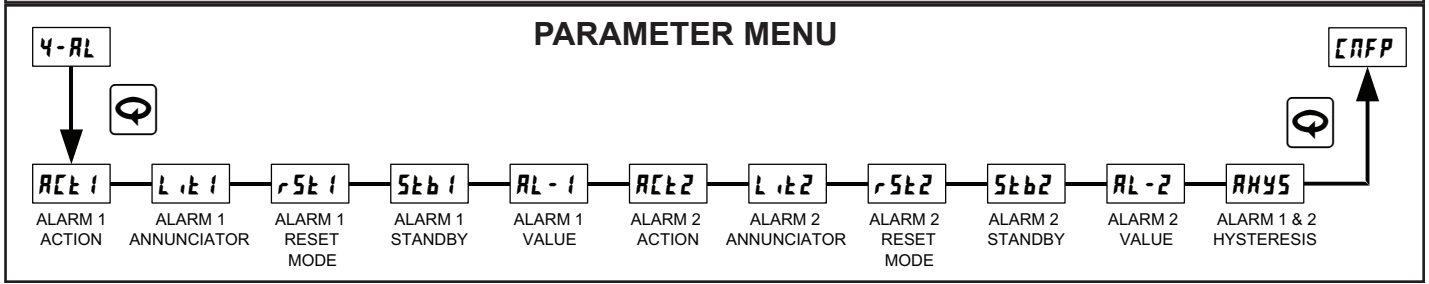 PARAMETER MENU
4-AL
CNFP
ACt1
Lit1
rSt1
Stb1
AL-1
ACt2
Lit2
rSt2
Stb2
AL-2
AHYS
ALARM 1
ACTION
ALARM 1
ANNUNCIATOR
ALARM 1
RESET
MODE
ALARM 1
STANDBY
ALARM 1
VALUE
ALARM 2
ACTION
ALARM 2
ANNUNCIATOR
ALARM 2
RESET
MODE
ALARM 2
STANDBY
ALARM 2
VALUE
ALARM 1 & 2
HYSTERESIS